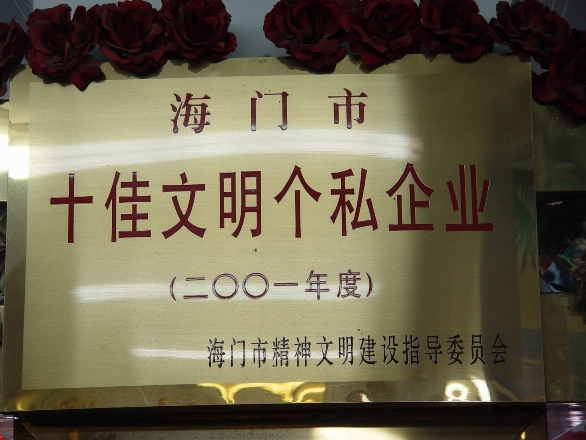 海门市
十佳文明个私企业
(二〇〇一年度)
海门市精神文明建设指导委员会